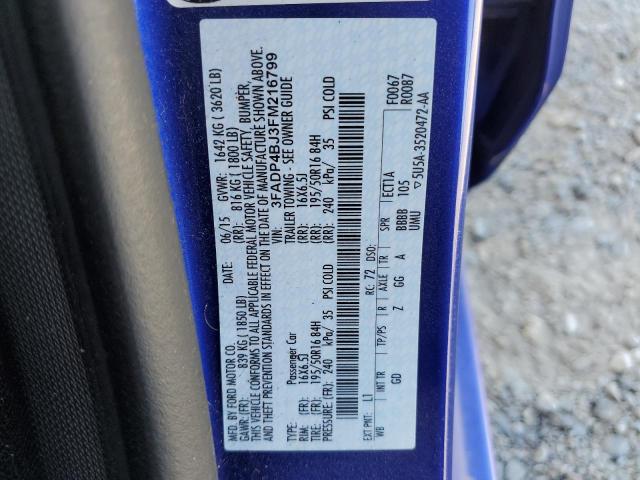 MFD. BY FORD MOTOR CO. DATE: 06/15 GVWR: 1642 KG ( 3620 LB)
GAWR:(FR): 839 KG (1850 LB) (RR): 816 KG ( 1800 LB)
THIS VEHICLE CONFORMS TO ALL APPLICABLE FEDERAL MOTOR VEHICLE SAFETY, BUMPER,
AND THEFT PREVENTION STANDARDS IN EFFECT ON THE DATE OF MANUFACTURE SHOWN ABOVE.
VIN: 3FADP4BJ3FM216799
TYPE: Passenger Car TRAILER TOWING - SEE OWNER GUIDE
RIM: (FR): 16X6.5J (RR): 16X6.5J
TIRE: (FR): 195/50R16 84H (RR): 195/50R16 84H
PRESSURE:(FR): 240 kPa/ 35 PSI COLD (RR): 240 kPa/ 35 PSI COLD
EXT PNT: L1 RC: 72 DSO: F0067
R0087
WB INT TR TP/PS R AXLE TR SPR ECT1A
GD Z GG A BBBB 105
UMU ▽5U5A-3520472-AA